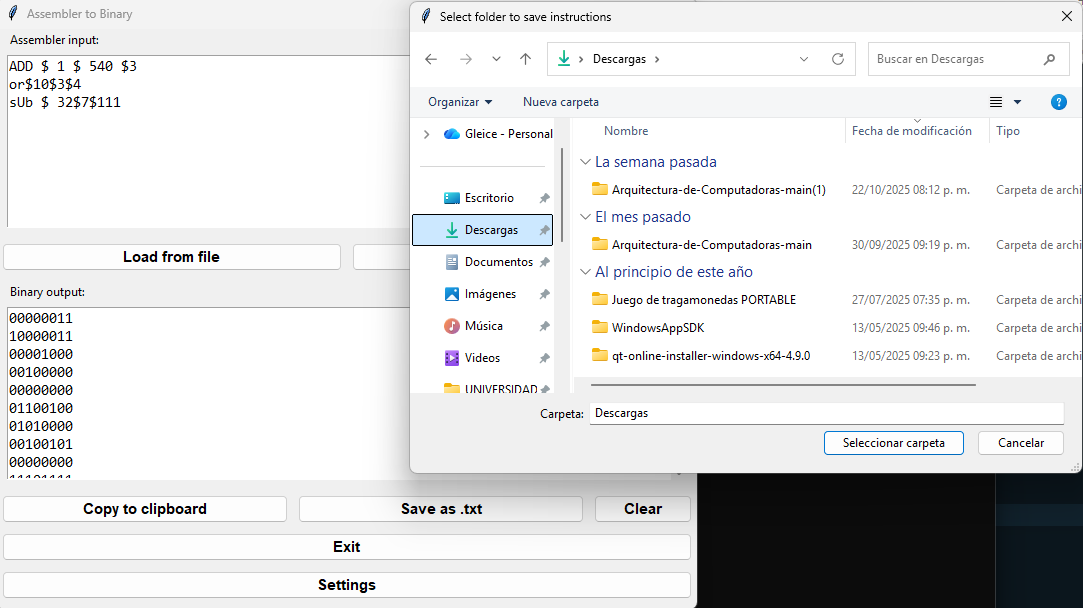 Assembler to Binary
Assembler input:
ADD $ 1 $ 540 $3
or$10$3$4
sUb $ 32$7$111
Load from file
Binary output:
00000011
10000011
00001000
00100000
00000000
01100100
01010000
00100101
00000000
11101111
Copy to clipboard
Save as .txt
Clear
Exit
Settings
Select folder to save instructions
Descargas
Buscar en Descargas
Organizar
Nueva carpeta
?
Gleice - Personal
Escritorio
Descargas
Documentos
Imágenes
Música
Videos
UNIVERSIDAD
Nombre Fecha de modificación Tipo
La semana pasada
Arquitectura-de-Computadoras-main(1) 22/10/2025 08:12 p. m. Carpeta de archi
El mes pasado
Arquitectura-de-Computadoras-main 30/09/2025 09:19 p. m. Carpeta de archi
Al principio de este año
Juego de tragamonedas PORTABLE 27/07/2025 07:35 p. m. Carpeta de archi
WindowsAppSDK 13/05/2025 09:46 p. m. Carpeta de archi
qt-online-installer-windows-x64-4.9.0 13/05/2025 09:23 p. m. Carpeta de archi
Carpeta: Descargas
Seleccionar carpeta
Cancelar